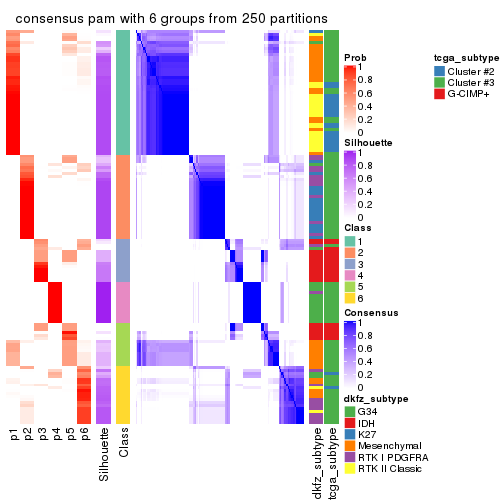 consensus pam with 6 groups from 250 partitions
p1
p2
p3
p4
p5
p6
Silhouette
Class
dkfz_subtype
tcga_subtype
Prob
1
0.8
0.6
0.4
0.2
0
Silhouette
1
0.8
0.6
0.4
0.2
0
Class
1
2
3
4
5
6
Consensus
1
0.8
0.6
0.4
0.2
0
dkfz_subtype
G34
IDH
K27
Mesenchymal
RTK I PDGFRA
RTK II Classic
tcga_subtype
Cluster #2
Cluster #3
G-CIMP+